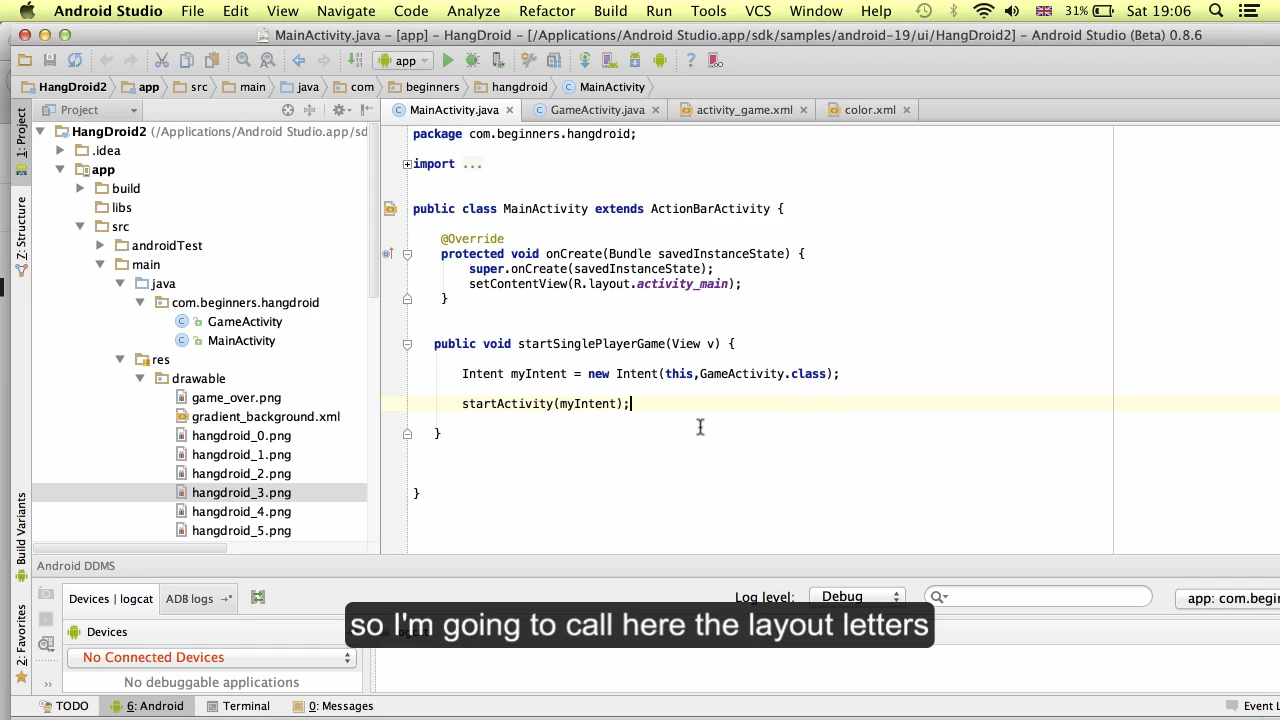 Android Studio File Edit View Navigate Code Analyze Refactor Build Run Tools VCS Window Help 31% Sat 19:06
MainActivity.java - [app] - HangDroid - [/Applications/Android Studio.app/sdk/samples/android-19/ui/HangDroid2] - Android Studio (Beta) 0.8.6
app
HangDroid2 app src main java com beginners hangdroid MainActivity
Project
MainActivity.java GameActivity.java activity_game.xml color.xml
1: Project
Z: Structure
Build Variants
2: Favorites
HangDroid2 (/Applications/Android Studio.app/sd
.idea
app
build
libs
src
androidTest
main
java
com.beginners.hangdroid
GameActivity
MainActivity
res
drawable
game_over.png
gradient_background.xml
hangdroid_0.png
hangdroid_1.png
hangdroid_2.png
hangdroid_3.png
hangdroid_4.png
hangdroid_5.png
package com.beginners.hangdroid;
import ...
public class MainActivity extends ActionBarActivity {
@Override
protected void onCreate(Bundle savedInstanceState) {
super.onCreate(savedInstanceState);
setContentView(R.layout.activity_main);
}
public void startSinglePlayerGame(View v) {
Intent myIntent = new Intent(this,GameActivity.class);
startActivity(myIntent);
}
}
Android DDMS
Devices | logcat ADB logs Log level: Debug app: com.begin
so I'm going to call here the layout letters
Devices
No Connected Devices
No debuggable applications
TODO 6: Android Terminal 0: Messages Event L